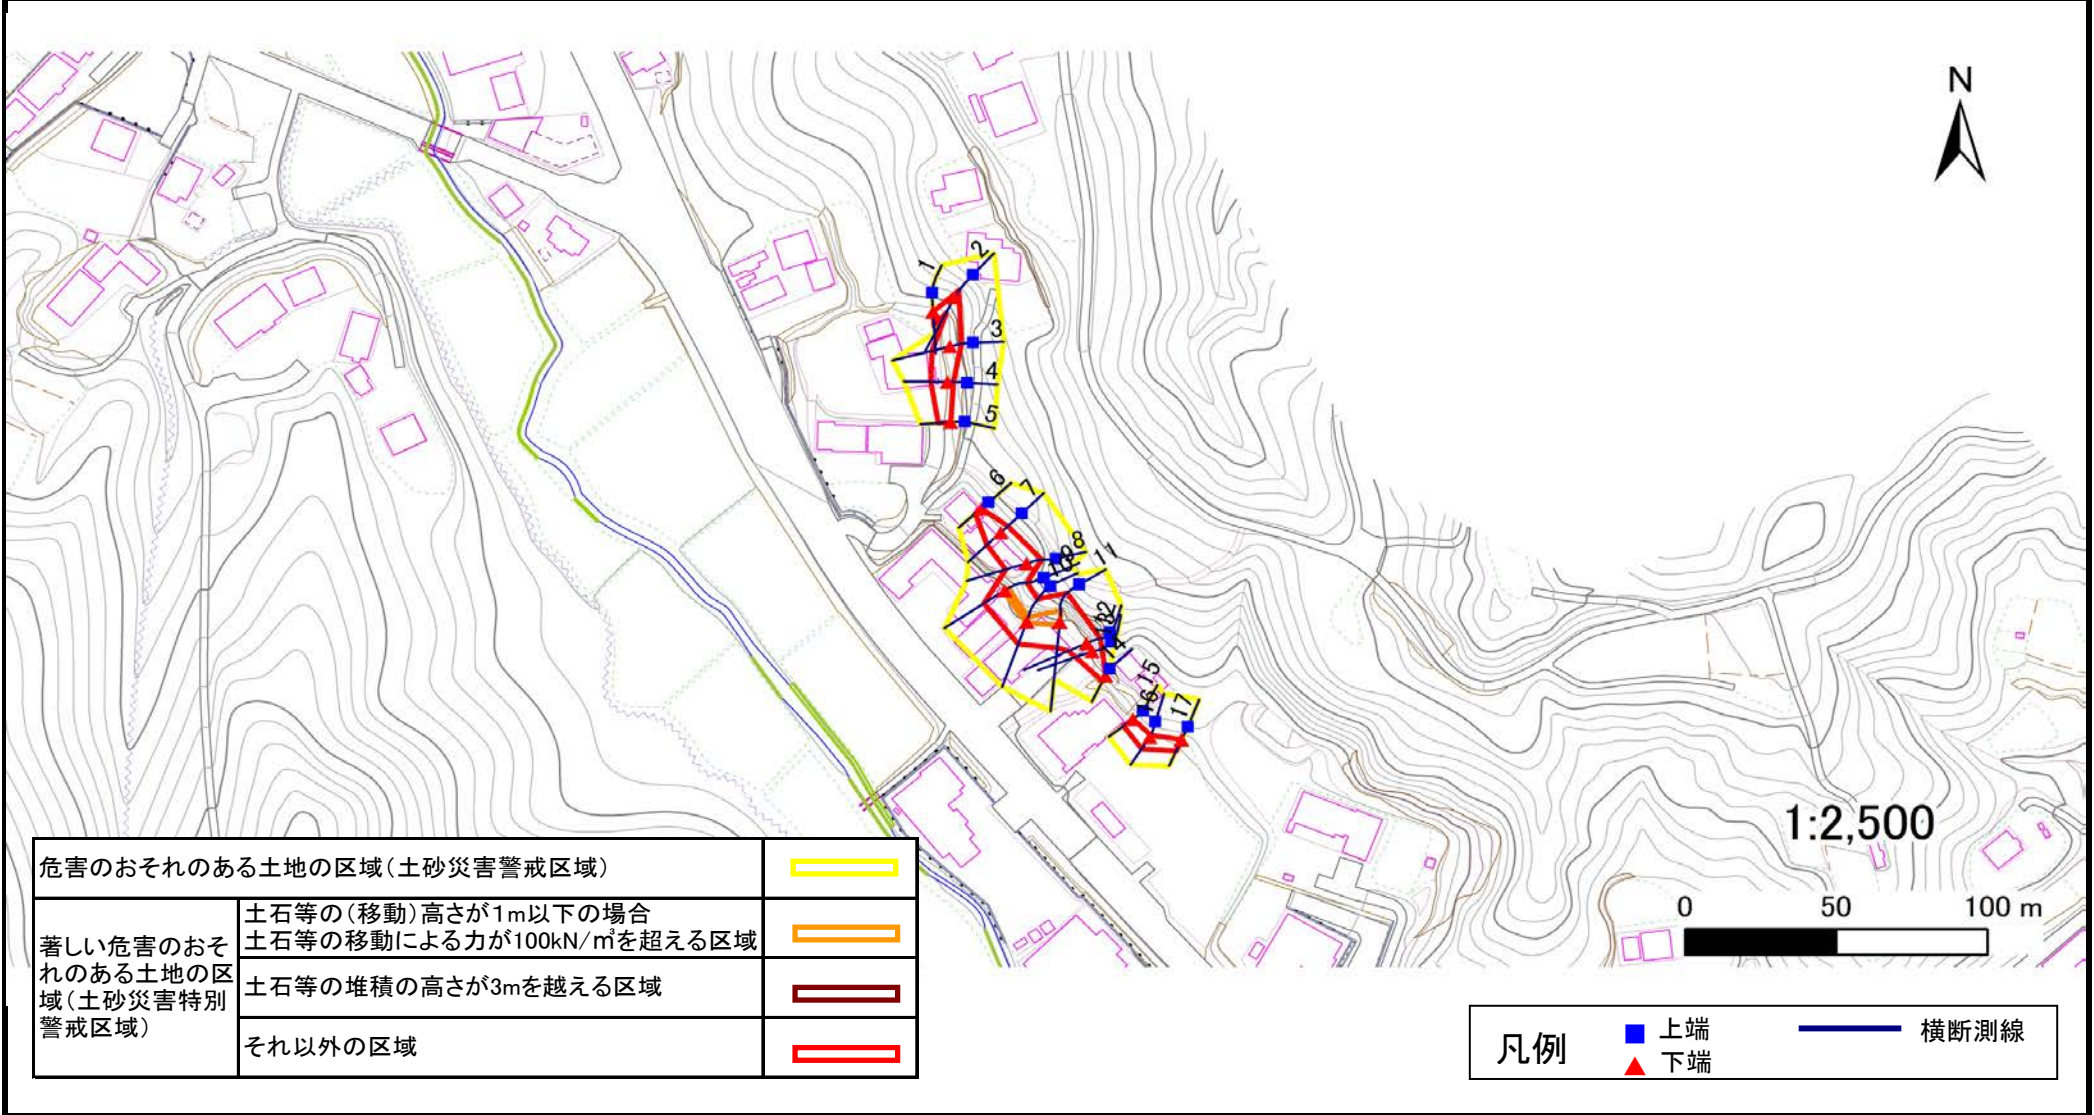 N
1
2
3
4
5
6
7
8
9
10
11
12
13
14
15
16
17
1:2,500
0 50 100 m
危害のおそれのある土地の区域(土砂災害警戒区域)
著しい危害のおそ
れのある土地の区
域(土砂災害特別
警戒区域)
土石等の(移動)高さが1m以下の場合
土石等の移動による力が100kN/㎡を超える区域
土石等の堆積の高さが3mを越える区域
それ以外の区域
凡例
上端
下端
横断測線